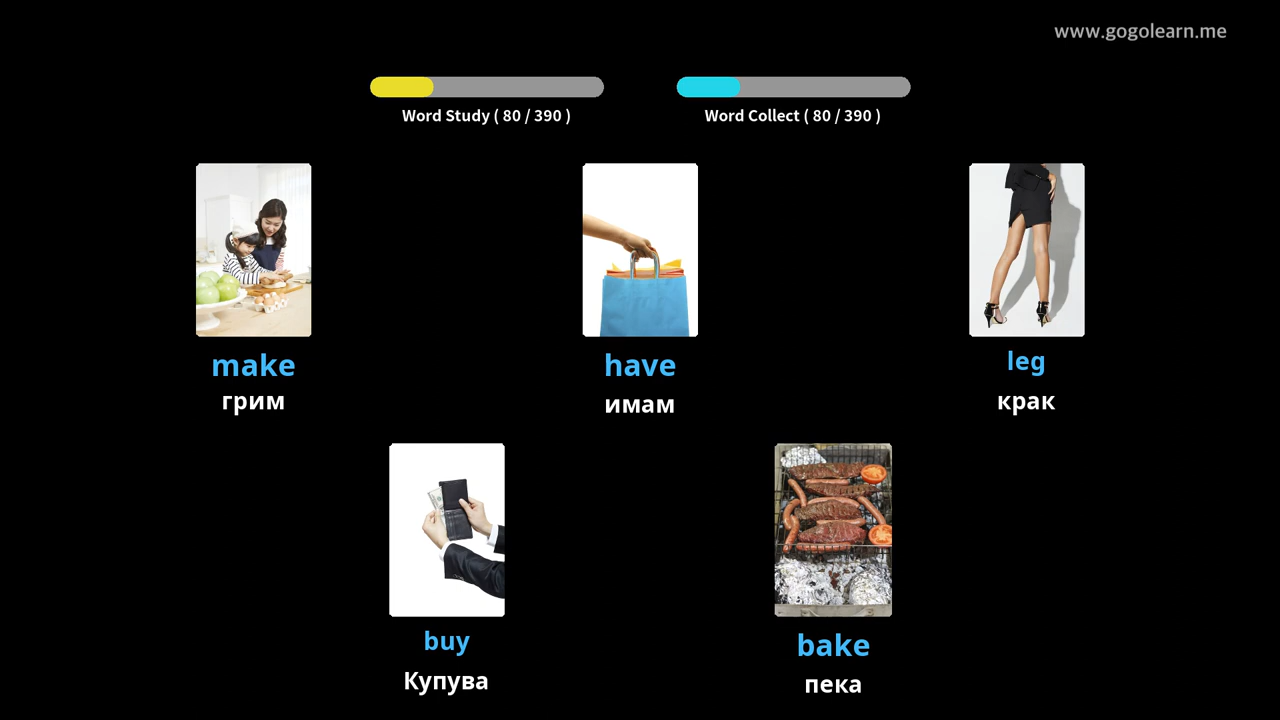 www.gogolearn.me
Word Study ( 80 / 390 )
Word Collect ( 80 / 390 )
make
грим
have
имам
leg
крак
buy
Купува
bake
пека